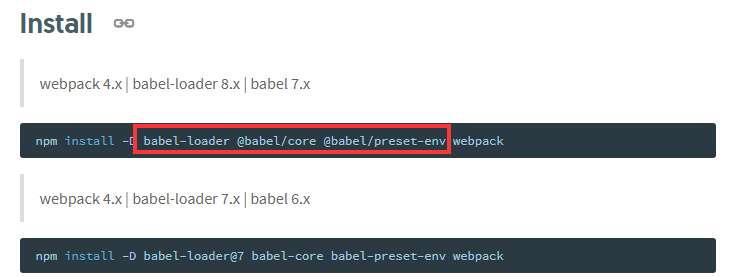 Install
webpack 4.x | babel-loader 8.x | babel 7.x
npm install -D babel-loader @babel/core @babel/preset-env webpack
webpack 4.x | babel-loader 7.x | babel 6.x
npm install -D babel-loader@7 babel-core babel-preset-env webpack